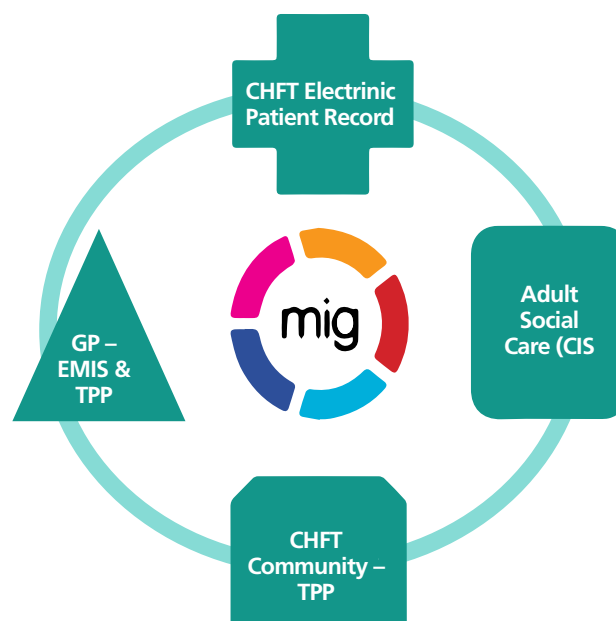 CHFT Electrinic
Patient Record
mig
Adult
Social
Care (CIS
GP –
EMIS &
TPP
CHFT
Community –
TPP